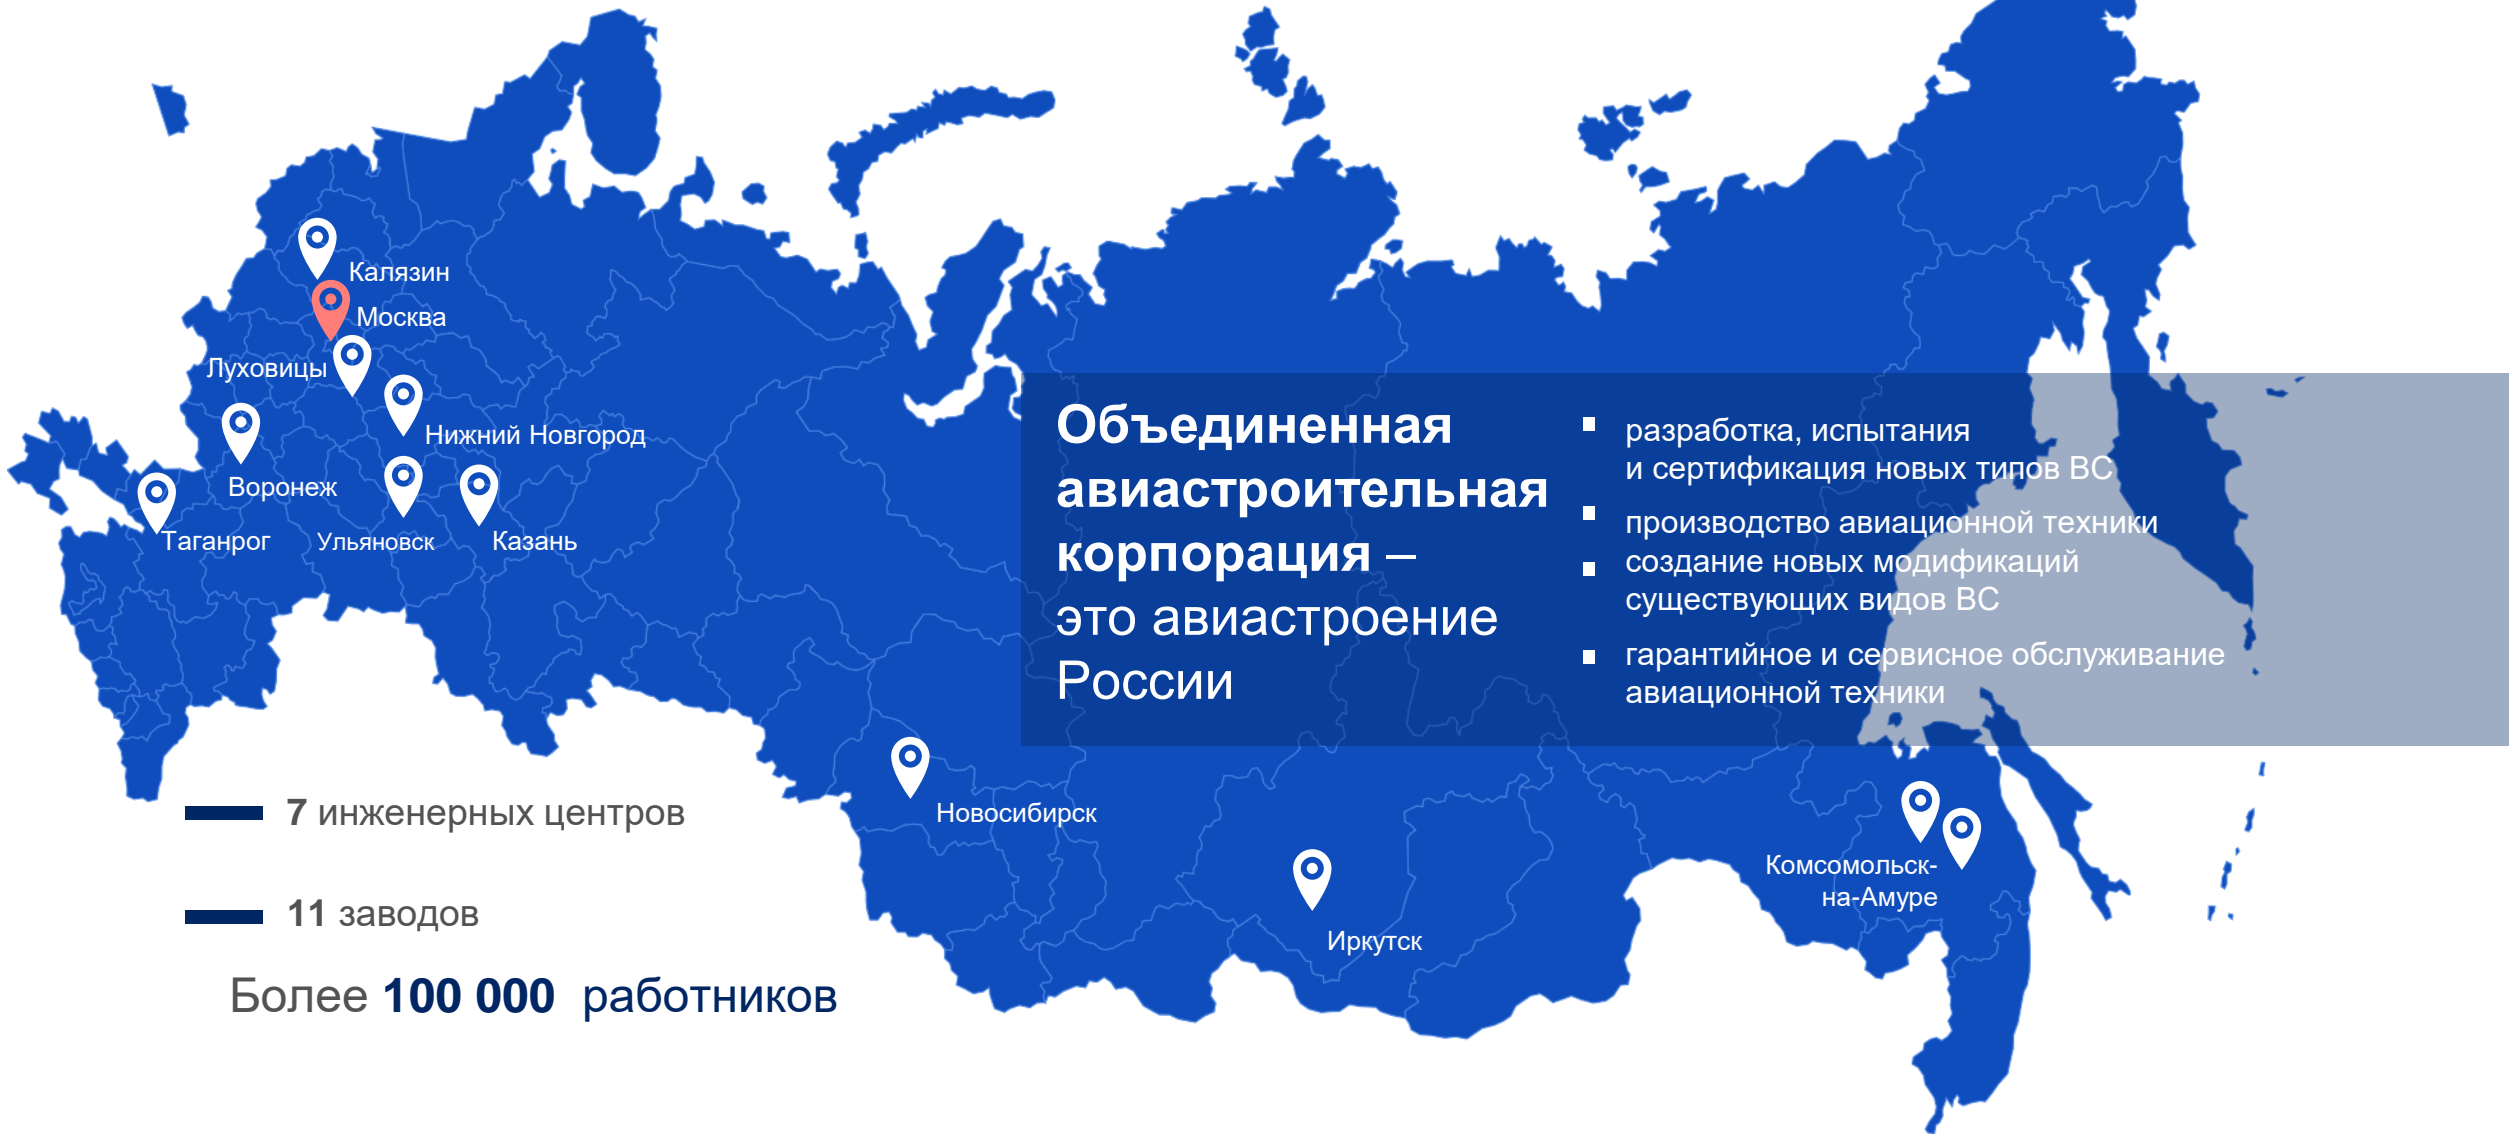 Калязин
Москва
Луховицы
Нижний Новгород
Воронеж
Таганрог
Ульяновск
Казань
Объединенная
авиастроительная
корпорация –
это авиастроение
России
▪ разработка, испытания
и сертификация новых типов ВС
▪ производство авиационной техники
▪ создание новых модификаций
существующих видов ВС
▪ гарантийное и сервисное обслуживание
авиационной техники
Новосибирск
Иркутск
Комсомольск-
на-Амуре
7 инженерных центров
11 заводов
Более 100 000 работников